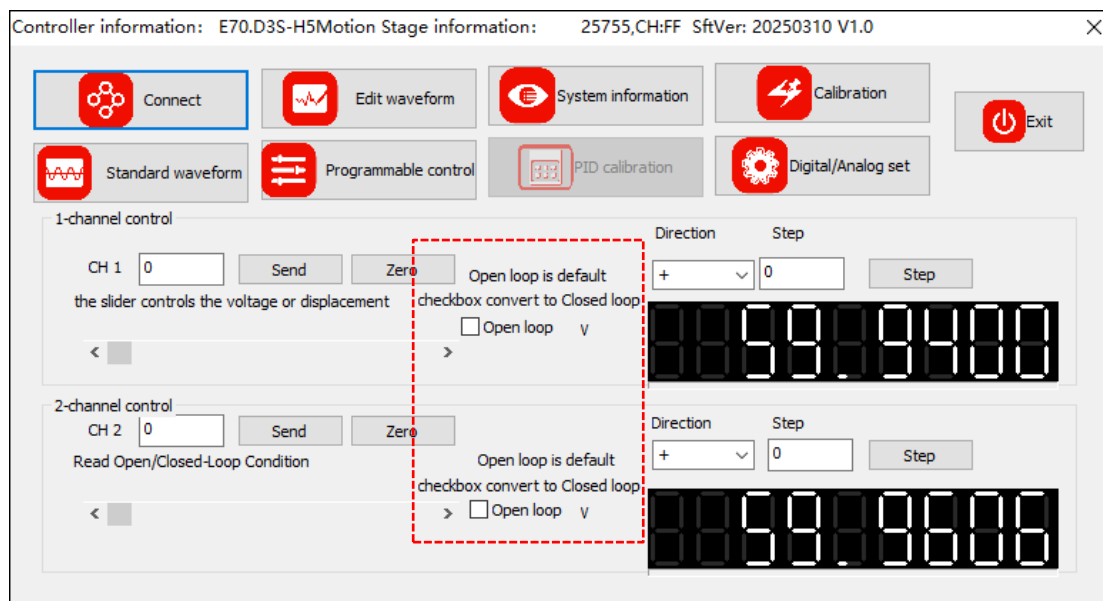 Controller information: E70.D3S-H5Motion Stage information: 25755,CH:FF SftVer: 20250310 V1.0
Connect
Edit waveform
System information
Calibration
Exit
Standard waveform
Programmable control
PID calibration
Digital/Analog set
1-channel control
Direction
Step
CH 1
0
Send
Zero
Open loop is default
+
0
Step
the slider controls the voltage or displacement
checkbox convert to Closed loop
Open loop
V
59.9400
2-channel control
Direction
Step
CH 2
0
Send
Zero
Read Open/Closed-Loop Condition
Open loop is default
+
0
Step
checkbox convert to Closed loop
Open loop
V
59.9606